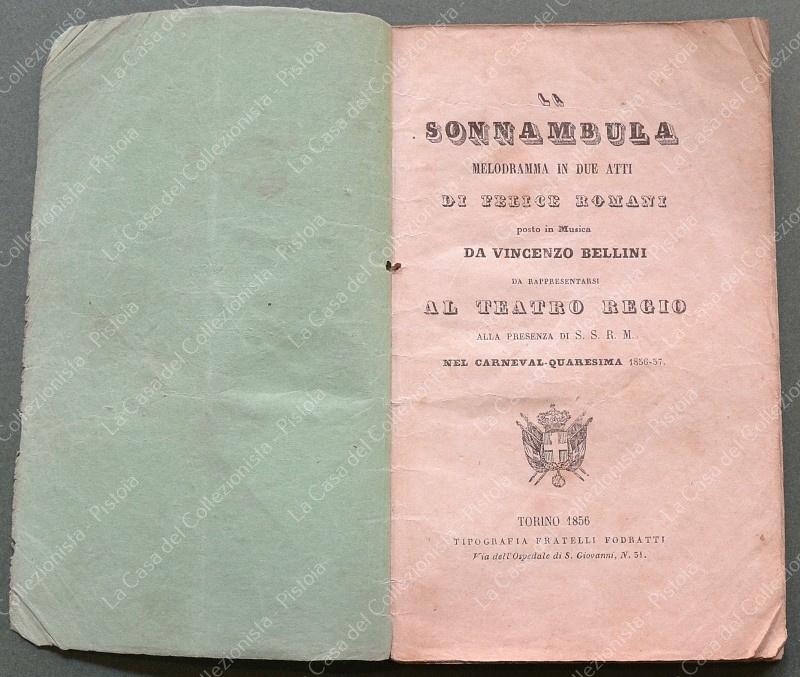 LA
SONNAMBULA
MELODRAMMA IN DUE ATTI
DI FELICE ROMANI
posto in Musica
DA VINCENZO BELLINI
DA RAPPRESENTARSI
AL TEATRO REGIO
ALLA PRESENZA DI S. S. R. M.
NEL CARNEVAL-QUARESIMA 1856-57.
TORINO 1856
TIPOGRAFIA FRATELLI FODRATTI
Via dell'Ospedale di S. Giovanni, N. 31.
La Casa del Collezionista - Pistoia